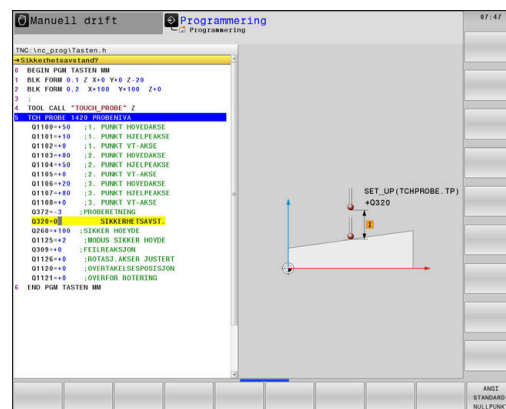 Manuell drift
Programmering
Programmering
07:47
TNC:\nc_prog\Tasten.h
→Sikkerhetsavstand?
0 BEGIN PGM TASTEN MM
1 BLK FORM 0.1 Z X+0 Y+0 Z-20
2 BLK FORM 0.2 X+100 Y+100 Z+0
3 ;
4 TOOL CALL "TOUCH_PROBE" Z
5 TCH PROBE 1420 PROBENIVA
Q1100=+50 ;1. PUNKT HOVEDAKSE
Q1101=+10 ;1. PUNKT HJELPEAKSE
Q1102=+0 ;1. PUNKT VT-AKSE
Q1103=+80 ;2. PUNKT HOVEDAKSE
Q1104=+50 ;2. PUNKT HJELPEAKSE
Q1105=+0 ;2. PUNKT VT-AKSE
Q1106=+20 ;3. PUNKT HOVEDAKSE
Q1107=+80 ;3. PUNKT HJELPEAKSE
Q1108=+0 ;3. PUNKT VT-AKSE
Q372=-3 ;PROBERETNING
Q320=0 SIKKERHETSAVST.
Q260=+100 ;SIKKER HOEYDE
Q1125=+2 ;MODUS SIKKER HOYDE
Q309=+0 ;FEILREAKSJON
Q1126=+0 ;ROTASJ.AKSER JUSTERT
Q1120=+0 ;OVERTAKELSESPOSISJON
Q1121=+0 ;OVERFOR ROTERING
6 END PGM TASTEN MM
SET_UP(TCHPROBE.TP)
+Q320
I
ANGI
STANDARD
NULLPUNKT